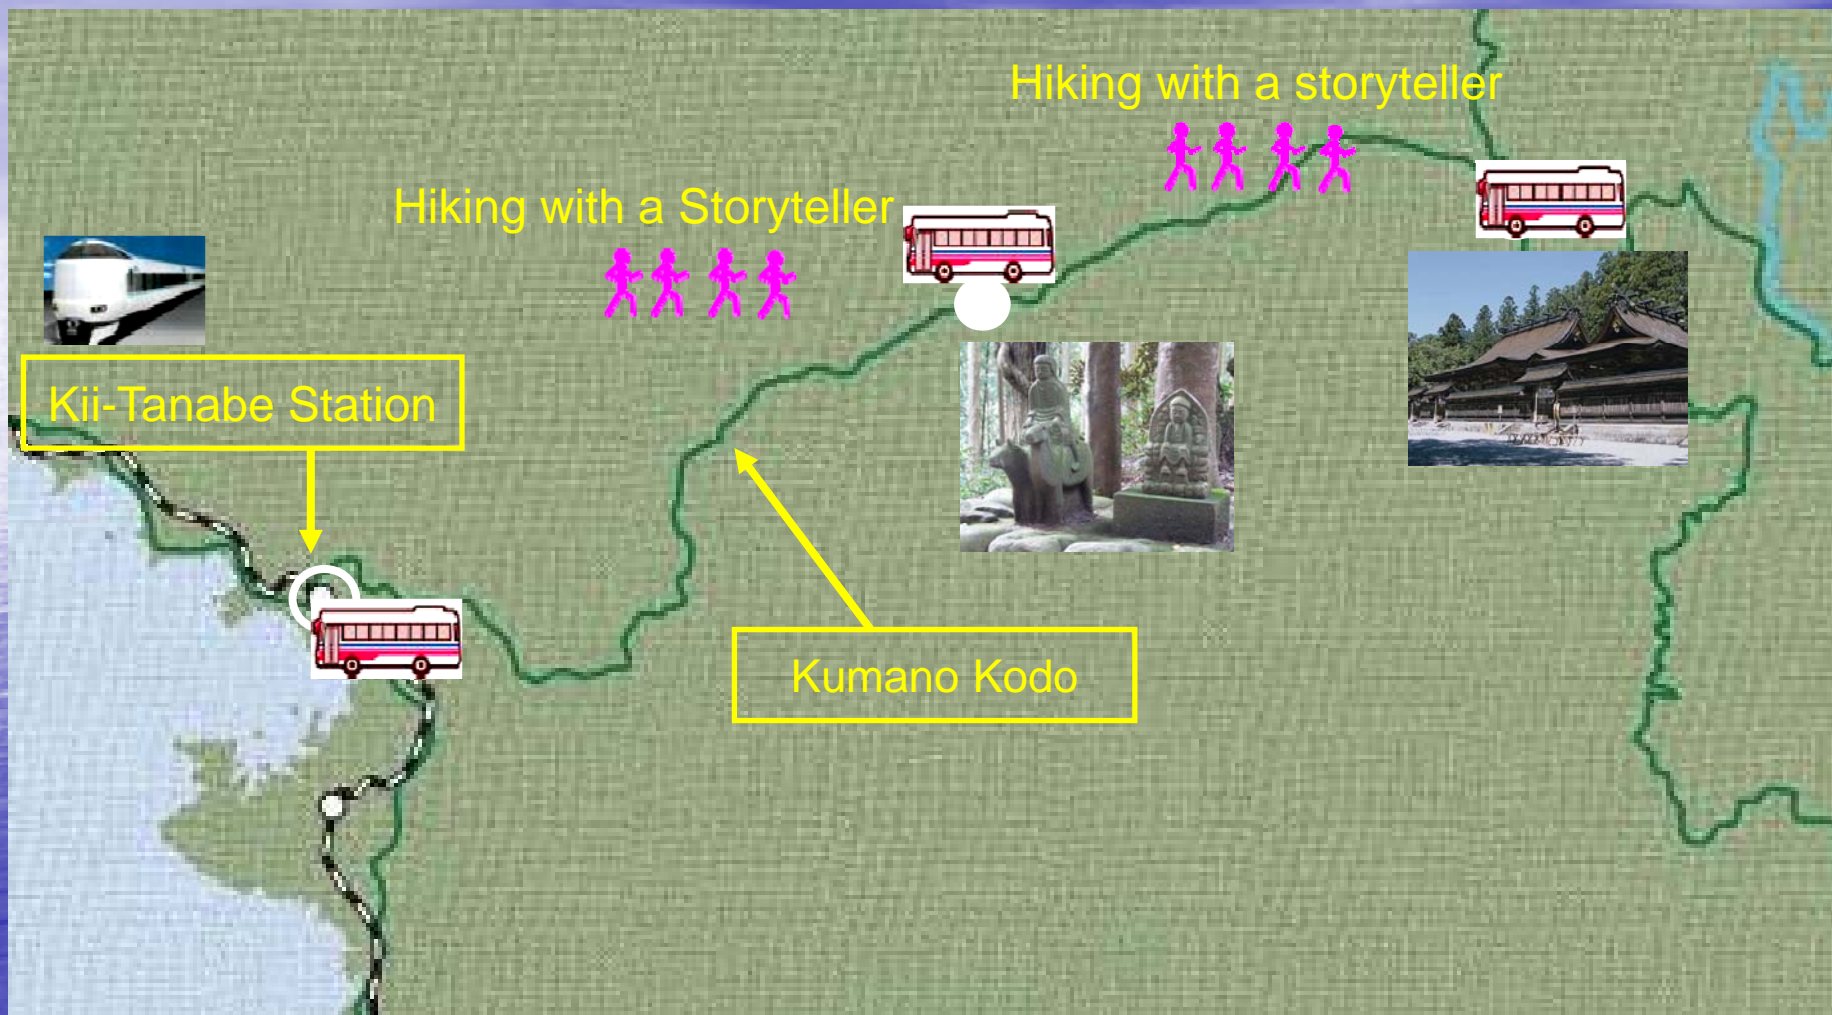 Hiking with a storyteller
Hiking with a Storyteller
Kii-Tanabe Station
Kumano Kodo